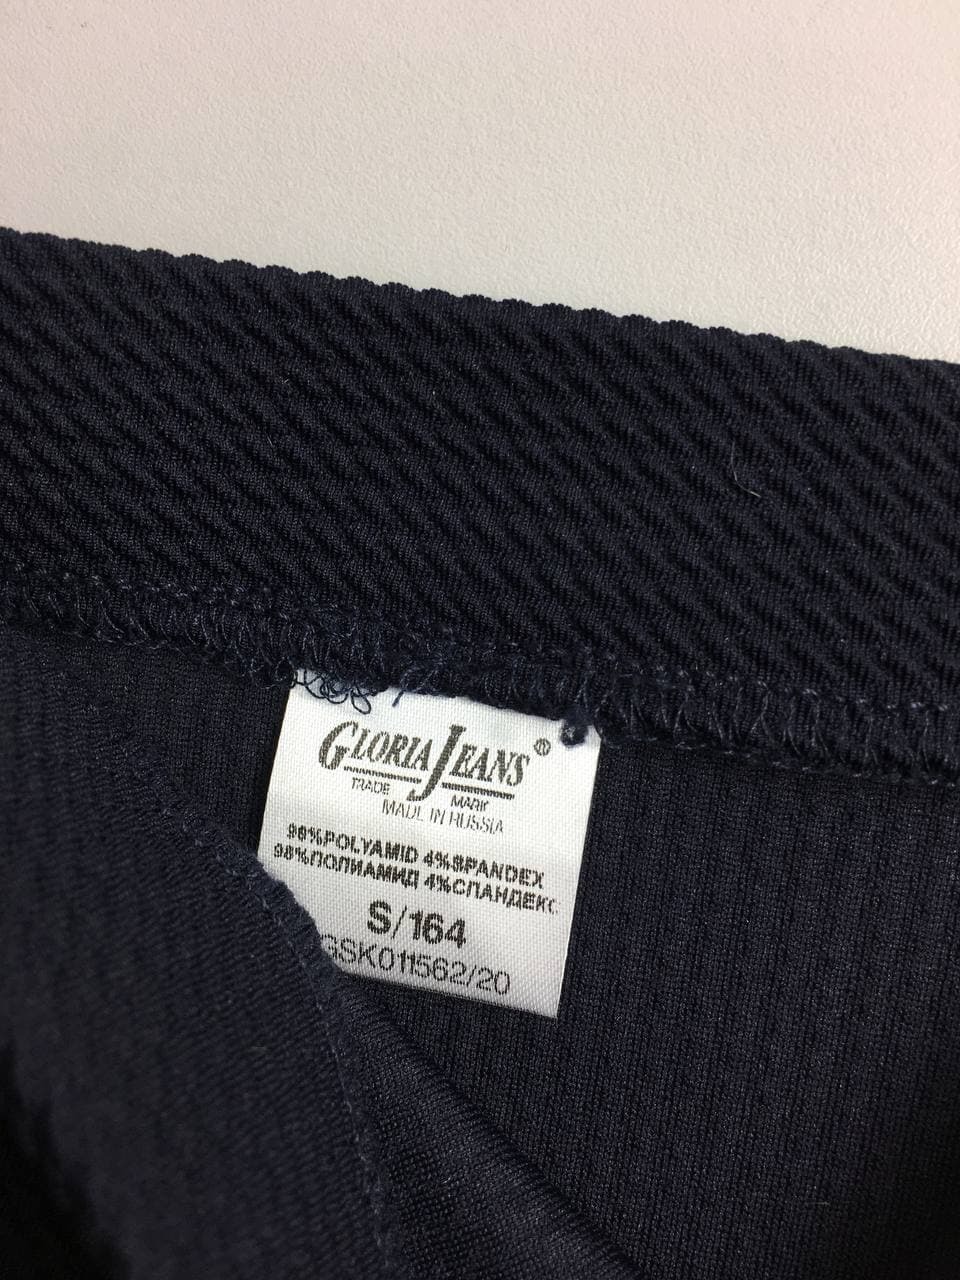 GLORIA JEANS®
TRADE MARK
MADE IN RUSSIA
96%POLYAMID 4%SPANDEX
96%ПОЛИАМИД 4%СПАНДЕКС
S/164
GSK011562/20